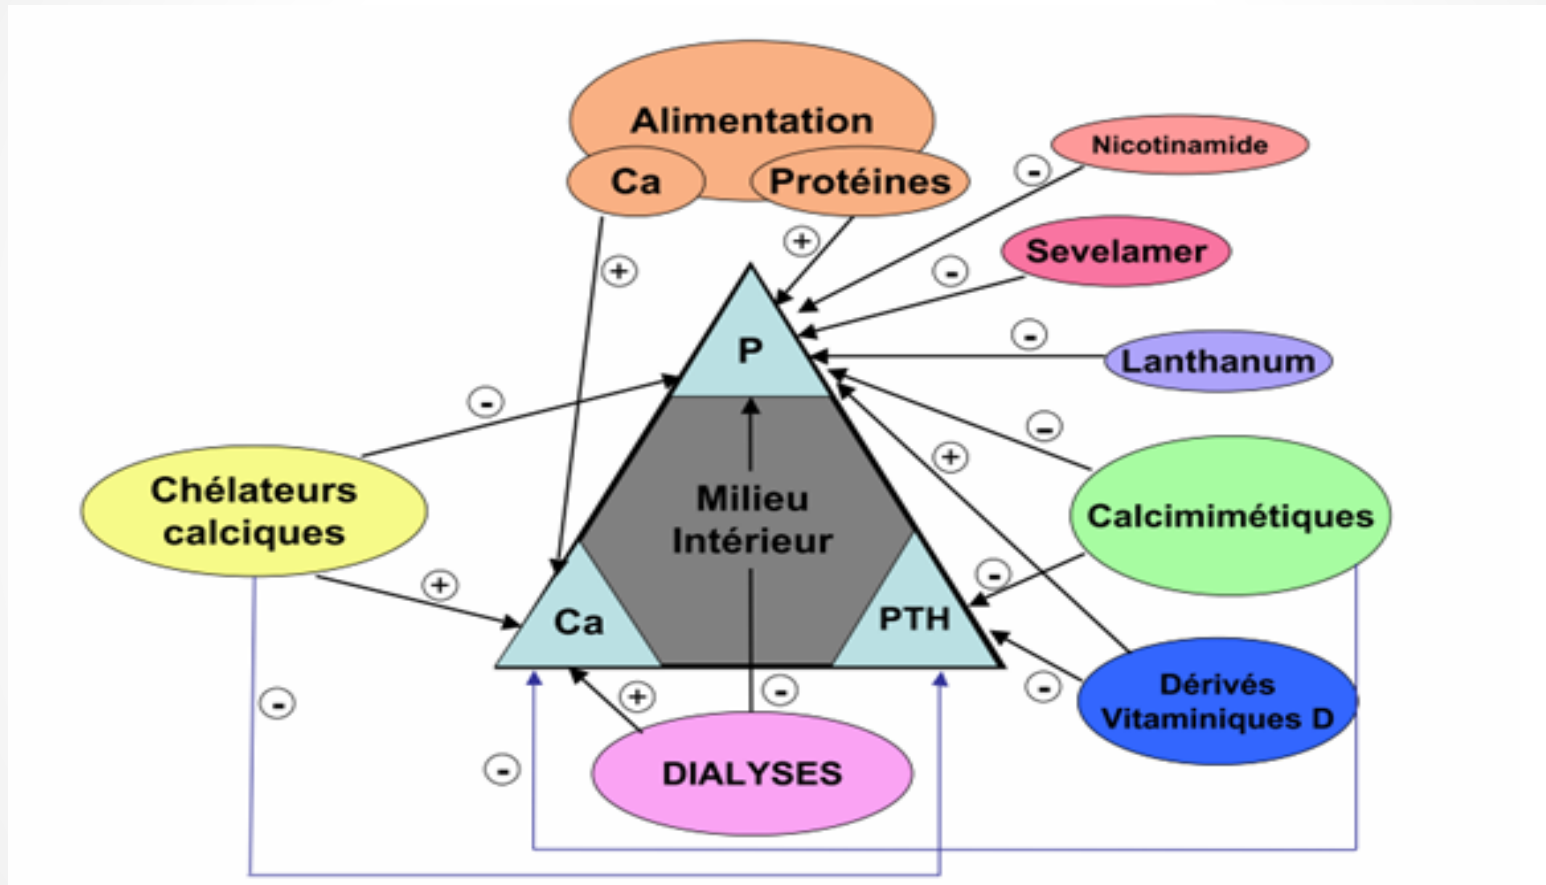 Alimentation
Ca
Protéines
Nicotinamide
Sevelamer
Lanthanum
Calcimimétiques
Dérivés
Vitaminiques D
DIALYSES
Chélateurs
calciques
P
Milieu
Intérieur
Ca
PTH
+
+
-
-
-
-
+
-
-
-
+
+
-
-
-